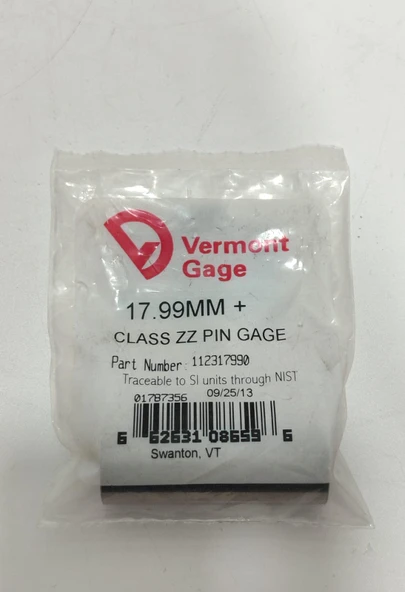 Vermont
Gage
17.99MM +
CLASS ZZ PIN GAGE
Part Number: 112317990
Traceable to SI units through NIST
01787356 09/25/13
6 62631 08659 6
Swanton, VT